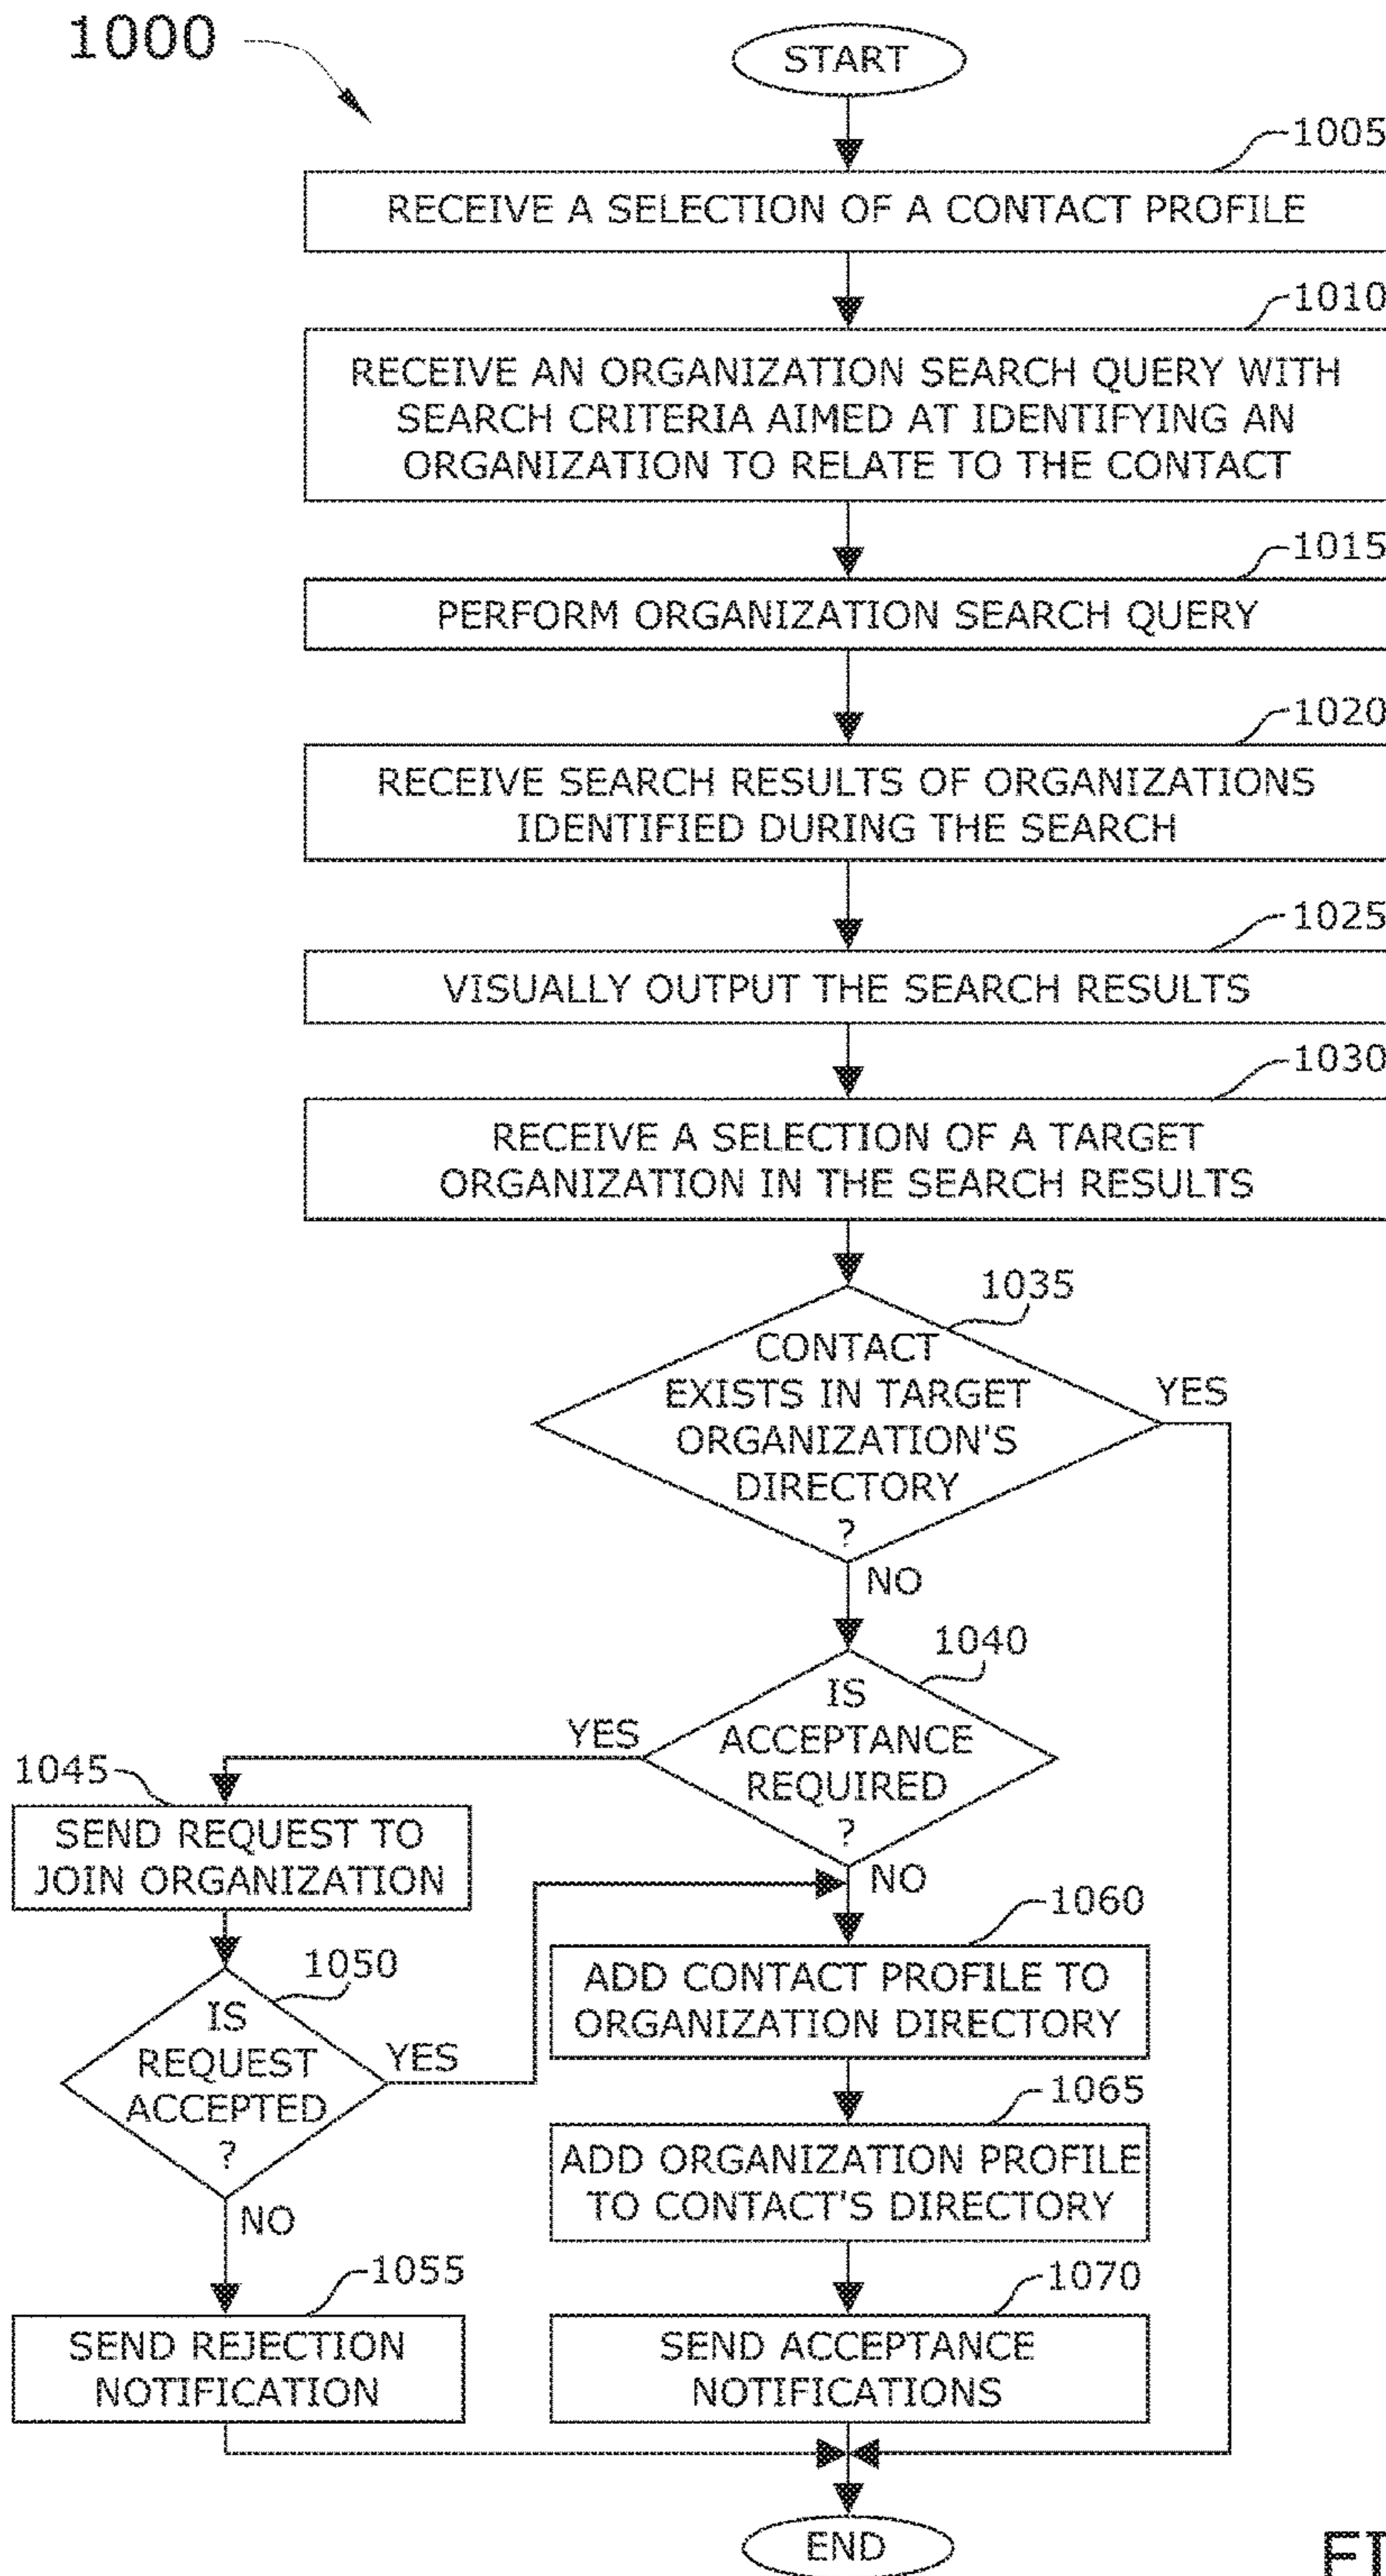 1000
START
1005
RECEIVE A SELECTION OF A CONTACT PROFILE
1010
RECEIVE AN ORGANIZATION SEARCH QUERY WITH
SEARCH CRITERIA AIMED AT IDENTIFYING AN
ORGANIZATION TO RELATE TO THE CONTACT
1015
PERFORM ORGANIZATION SEARCH QUERY
1020
RECEIVE SEARCH RESULTS OF ORGANIZATIONS
IDENTIFIED DURING THE SEARCH
1025
VISUALLY OUTPUT THE SEARCH RESULTS
1030
RECEIVE A SELECTION OF A TARGET
ORGANIZATION IN THE SEARCH RESULTS
1035
CONTACT
EXISTS IN TARGET
ORGANIZATION'S
DIRECTORY
?
YES
NO
1040
IS
ACCEPTANCE
REQUIRED
?
YES
NO
1045
SEND REQUEST TO
JOIN ORGANIZATION
1050
IS
REQUEST
ACCEPTED
?
YES
NO
1055
SEND REJECTION
NOTIFICATION
1060
ADD CONTACT PROFILE TO
ORGANIZATION DIRECTORY
1065
ADD ORGANIZATION PROFILE
TO CONTACT'S DIRECTORY
1070
SEND ACCEPTANCE
NOTIFICATIONS
END